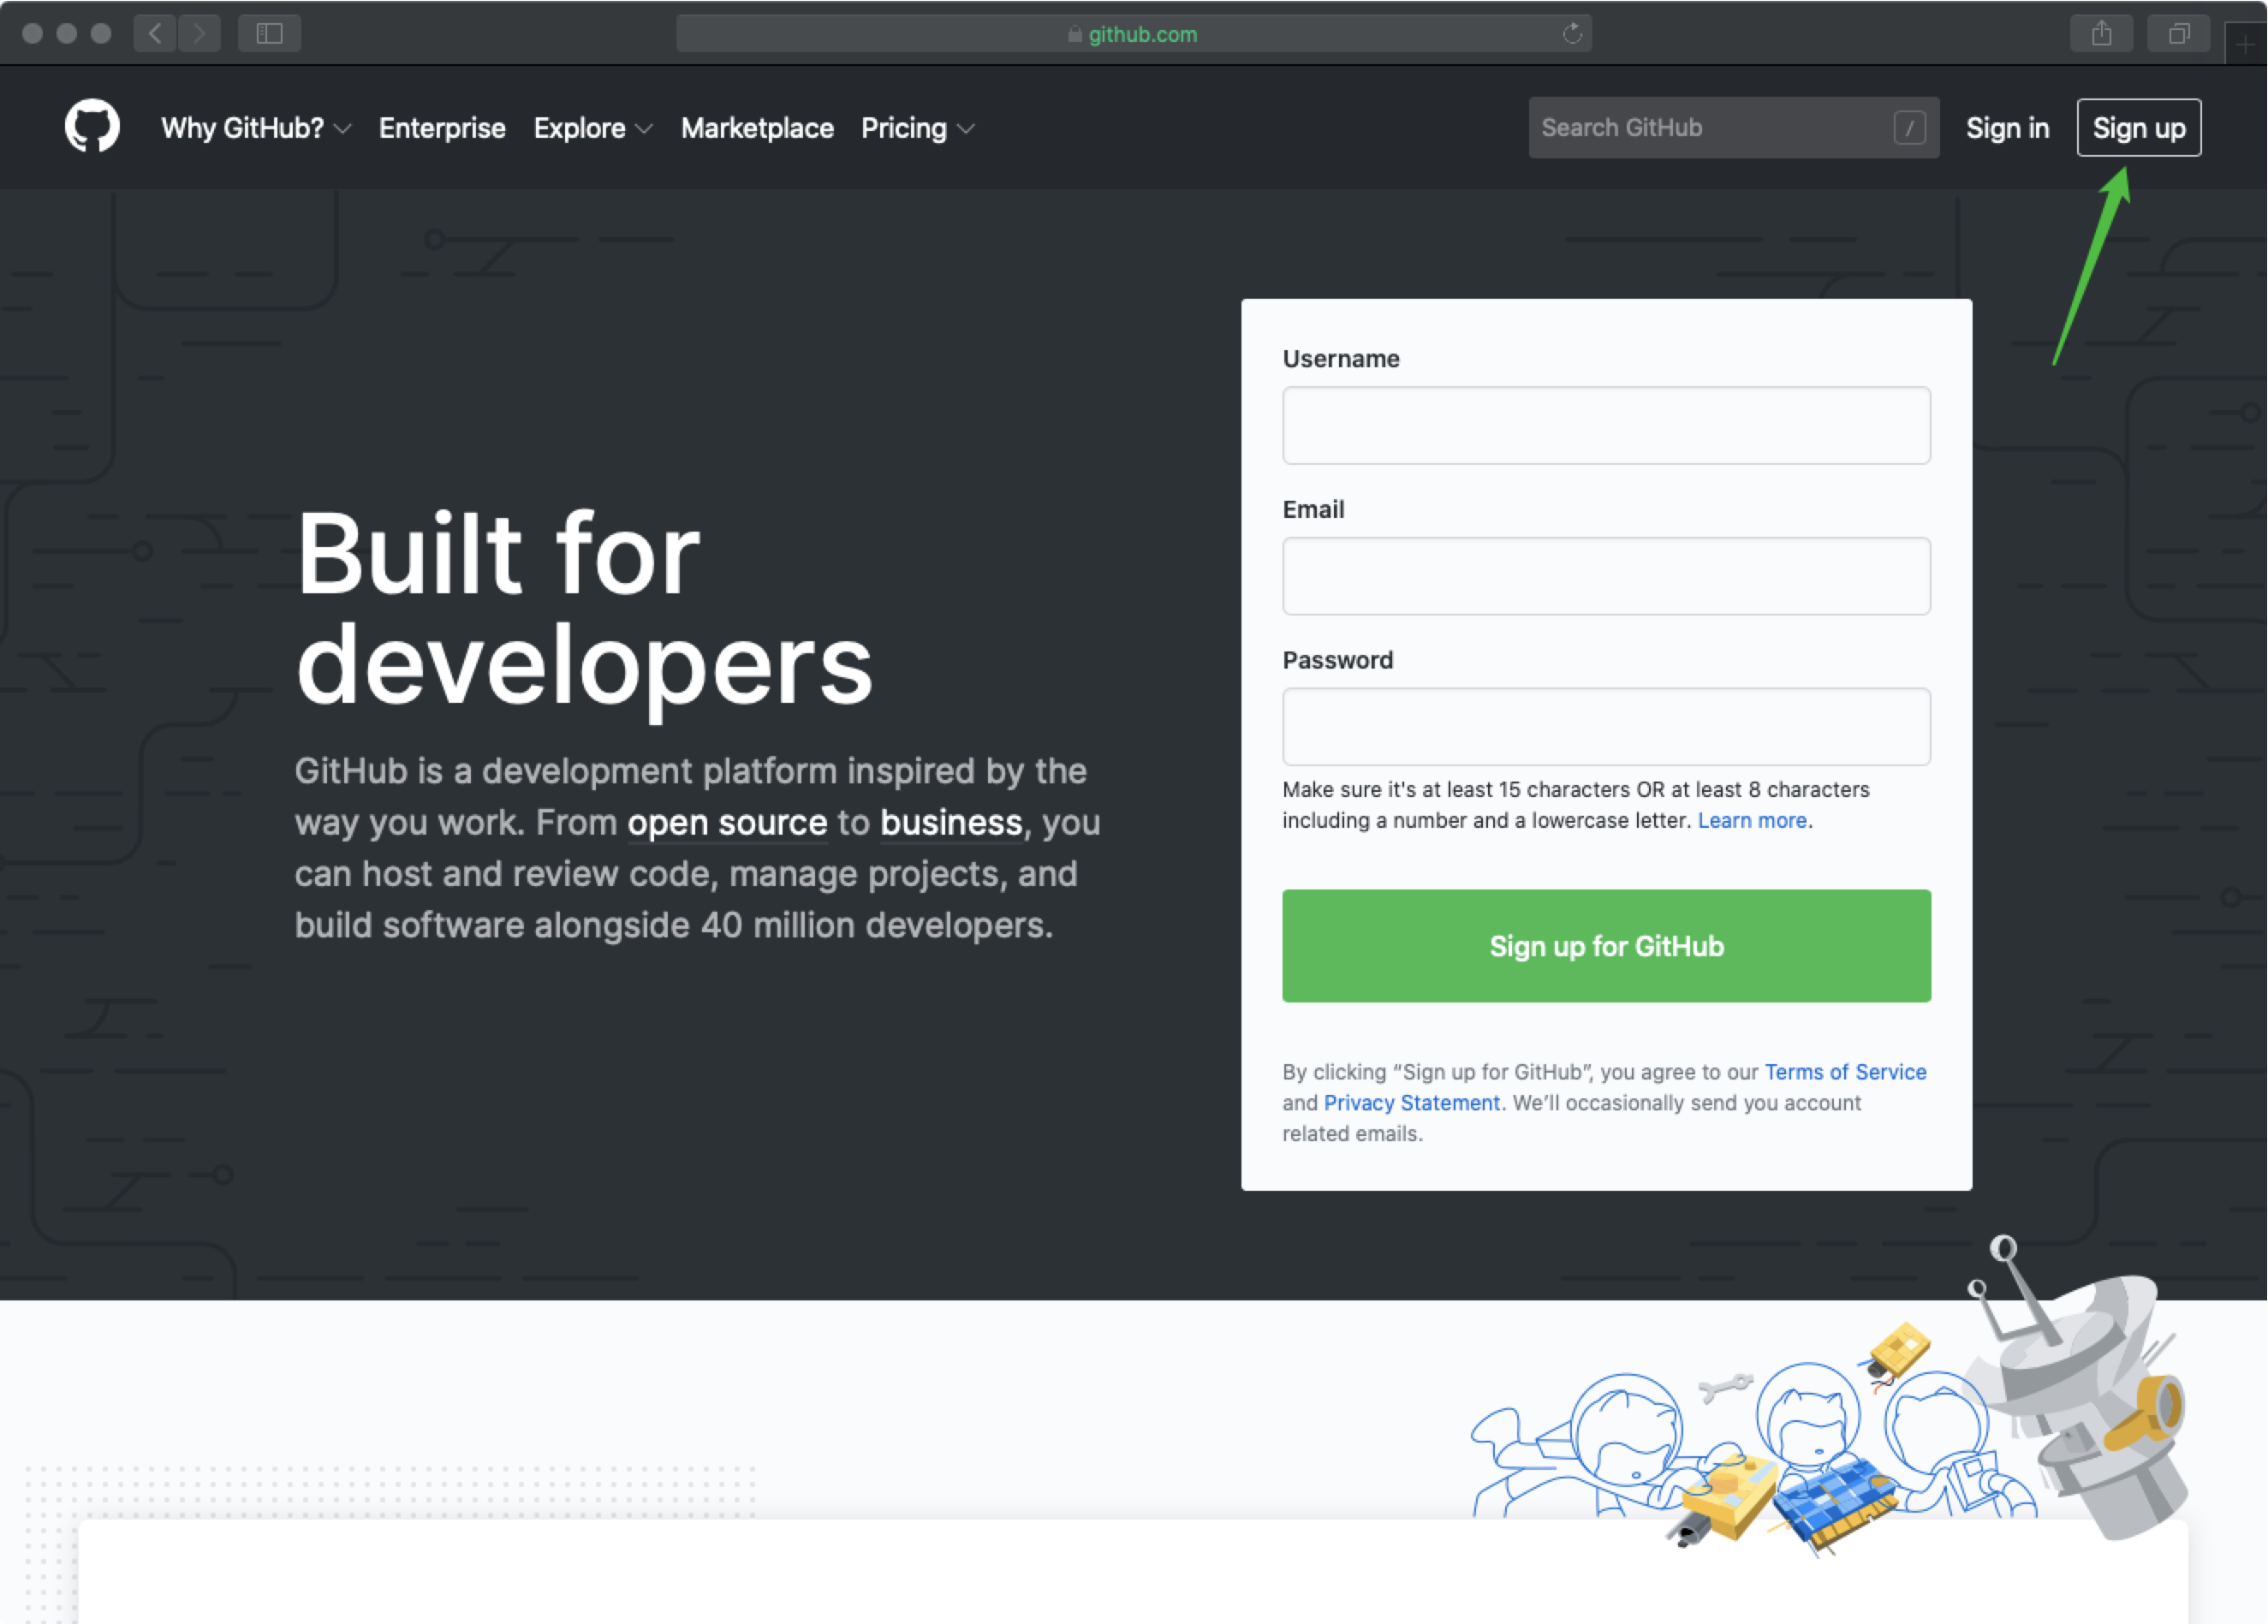 github.com
Why GitHub? Enterprise Explore Marketplace Pricing Search GitHub / Sign in Sign up
Built for
developers
GitHub is a development platform inspired by the
way you work. From open source to business, you
can host and review code, manage projects, and
build software alongside 40 million developers.
Username
Email
Password
Make sure it's at least 15 characters OR at least 8 characters
including a number and a lowercase letter. Learn more.
Sign up for GitHub
By clicking “Sign up for GitHub”, you agree to our Terms of Service
and Privacy Statement. We’ll occasionally send you account
related emails.